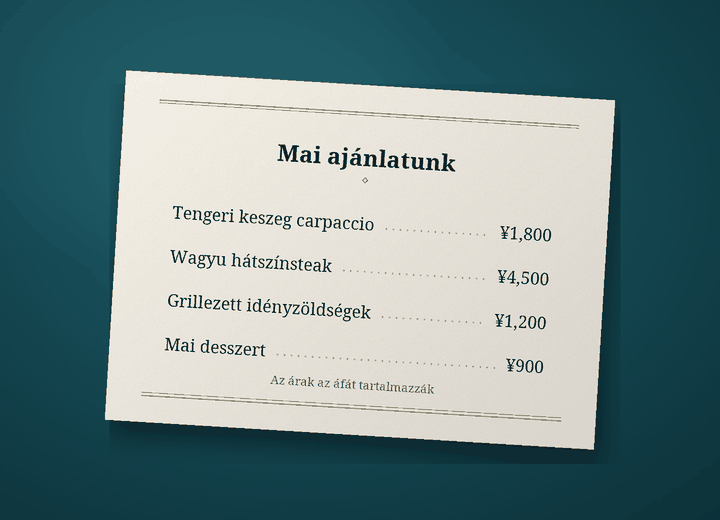 Mai ajánlatunk
Tengeri keszeg carpaccio ¥1,800
Wagyu hátszínsteak ¥4,500
Grillezett idényzöldségek ¥1,200
Mai desszert ¥900
Az árak az áfát tartalmazzák